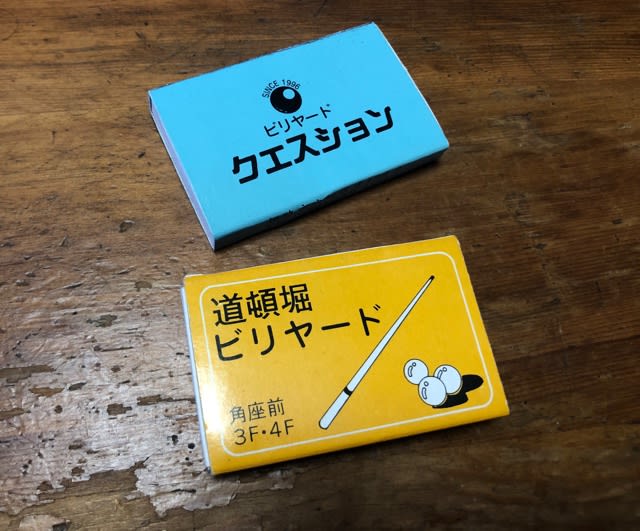 SINCE 1996
ビリヤード
クエスション
道頓堀
ビリヤード
角座前
3F・4F